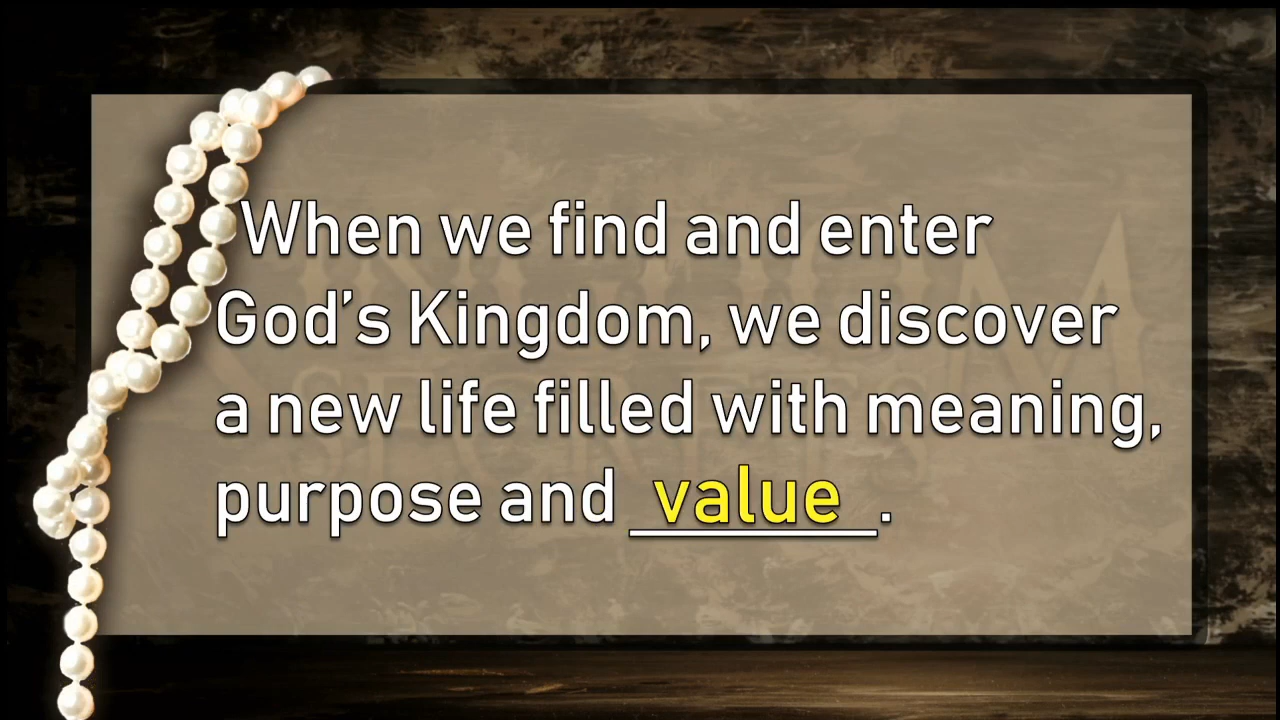 When we find and enter
God’s Kingdom, we discover
a new life filled with meaning,
purpose and value.